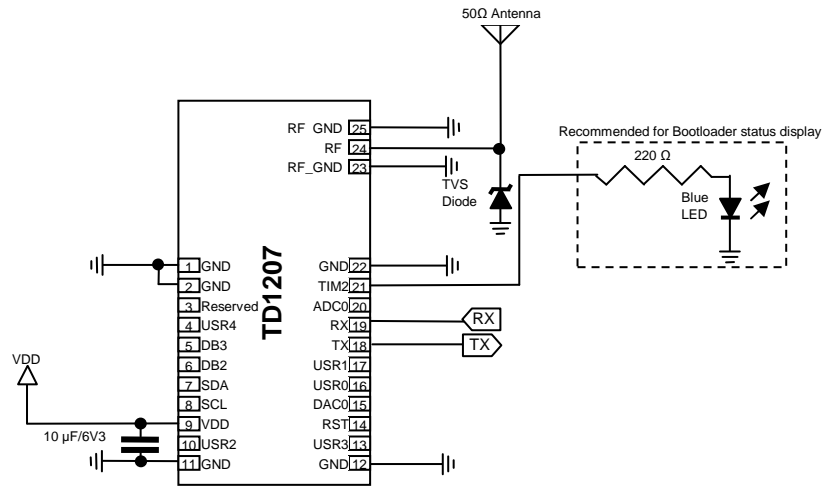 50Ω Antenna
RF GND 25
RF 24
RF_GND 23
TVS
Diode
Recommended for Bootloader status display
220 Ω
Blue
LED
TD1207
1 GND
2 GND
3 Reserved
4 USR4
5 DB3
6 DB2
7 SDA
8 SCL
9 VDD
10 USR2
11 GND
GND 22
TIM2 21
ADC0 20
RX 19
TX 18
USR1 17
USR0 16
DAC0 15
RST 14
USR3 13
GND 12
RX
TX
VDD
10 µF/6V3